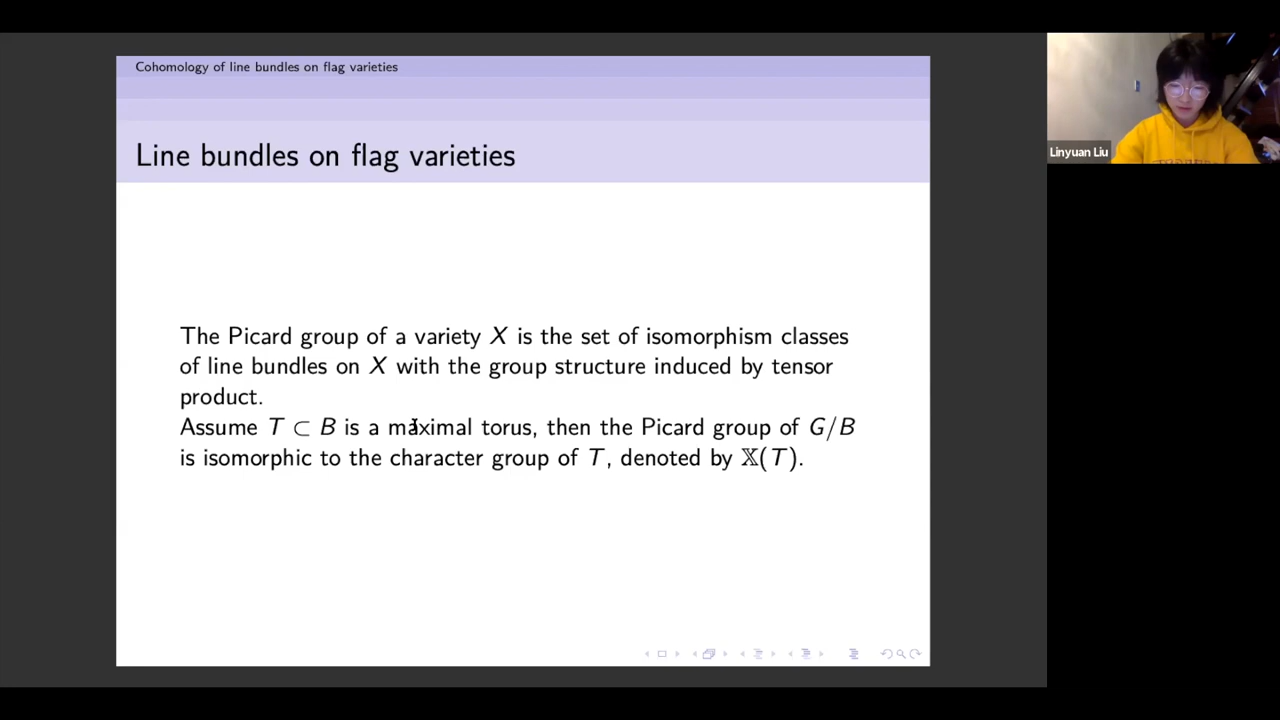 Cohomology of line bundles on flag varieties
Line bundles on flag varieties
The Picard group of a variety X is the set of isomorphism classes
of line bundles on X with the group structure induced by tensor
product.
Assume T ⊂ B is a maximal torus, then the Picard group of G/B
is isomorphic to the character group of T, denoted by 𝕏(T).
Linyuan Liu